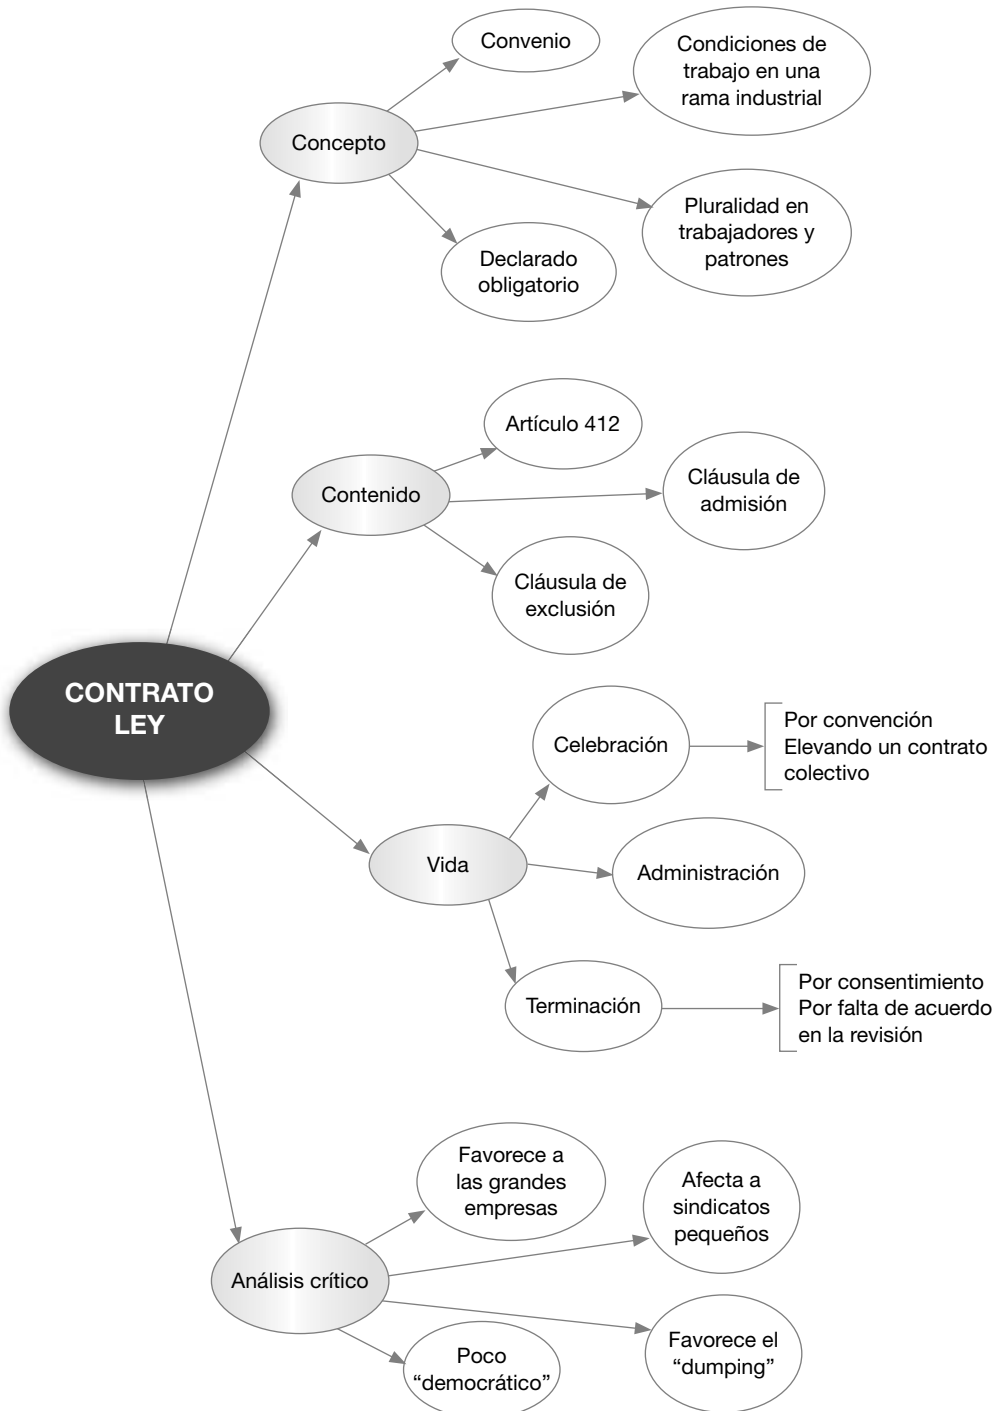 Convenio
Condiciones de
trabajo en una
rama industrial
Concepto
Pluralidad en
trabajadores y
patrones
Declarado
obligatorio
Artículo 412
Contenido
Cláusula de
admisión
Cláusula de
exclusión
CONTRATO
LEY
Celebración
Por convención
Elevando un contrato
colectivo
Vida
Administración
Terminación
Por consentimiento
Por falta de acuerdo
en la revisión
Favorece a
las grandes
empresas
Afecta a
sindicatos
pequeños
Análisis crítico
Favorece el
“dumping”
Poco
“democrático”